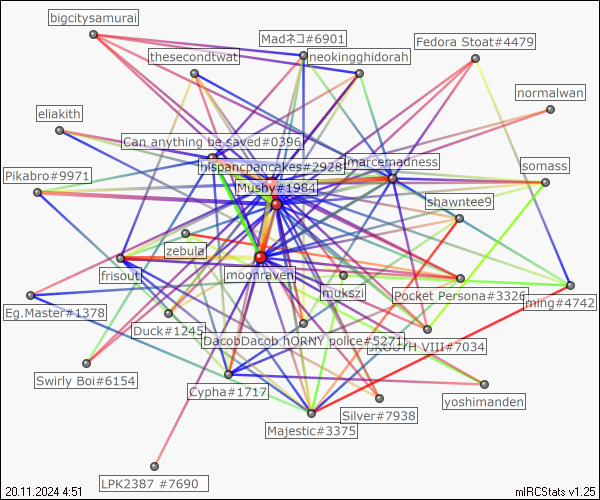 bigcitysamurai
Madネコ#6901
Fedora Stoat#4479
thesecondtwat
neokingghidorah
normalwan
eliakith
Can anything be saved#0396
marcemadness
hispancpancakes#2928
somass
Pikabro#9971
Mushy#1984
shawntee9
zebula
frisout
moonraven
mukszi
Pocket Persona#3326
ming#4742
Eg.Master#1378
Duck#1245
DacobDacob hORNY police#5271
VIII#7034
Swirly Boi#6154
Cypha#1717
yoshimanden
Silver#7938
Majestic#3375
LPK2387 #7690
20.11.2024 4:51
mIRCStats v1.25